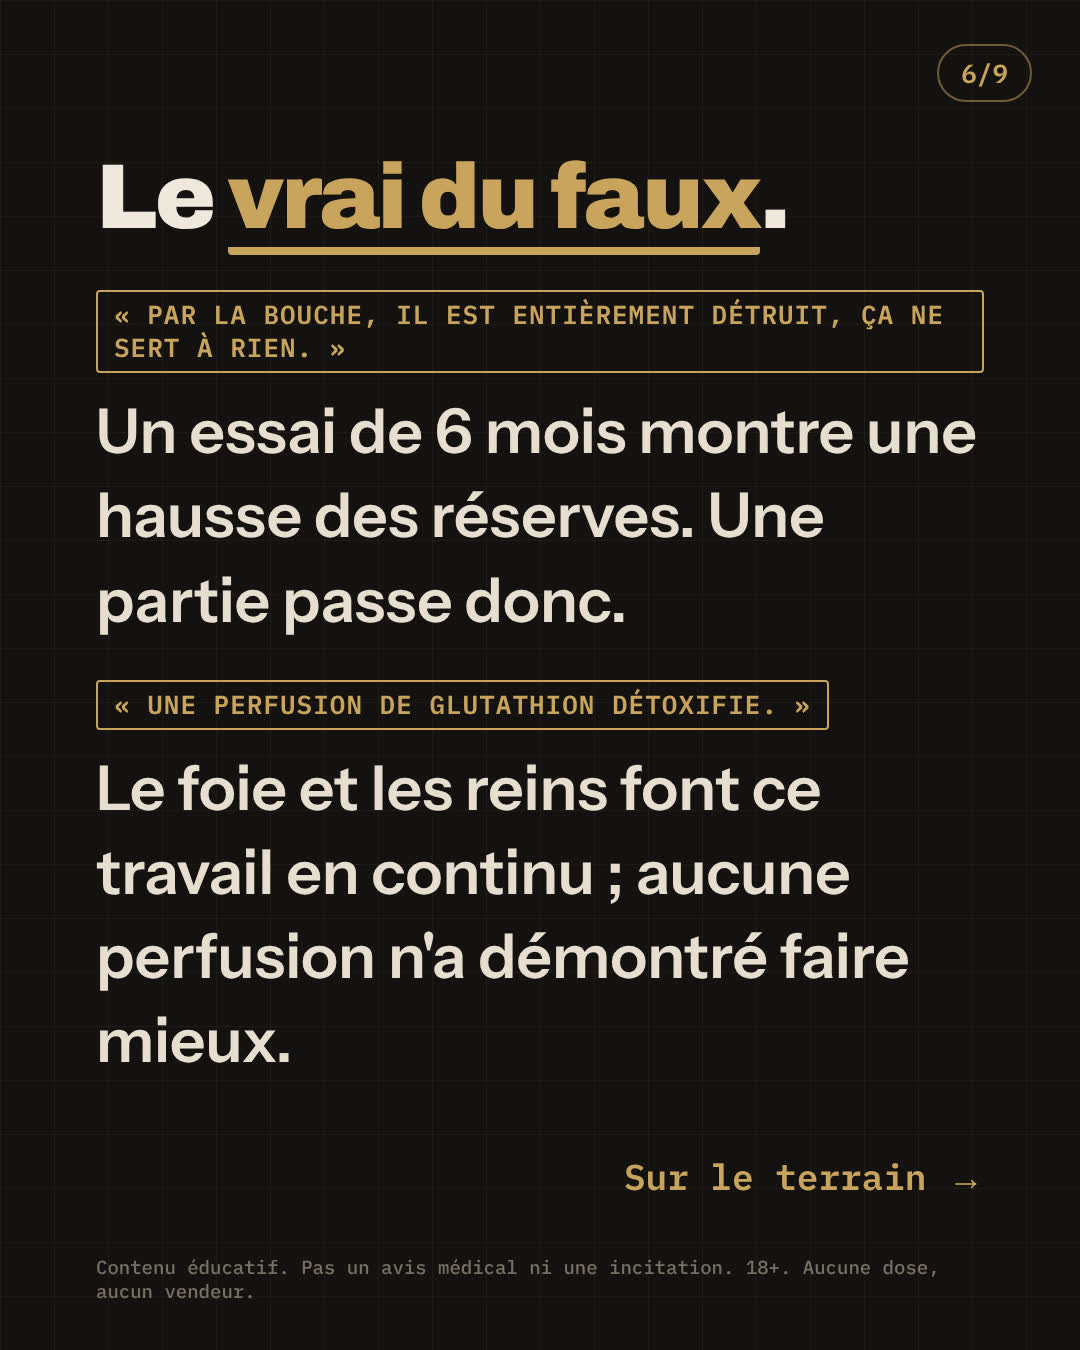 6/9
Le vrai du faux.
« PAR LA BOUCHE, IL EST ENTIÈREMENT DÉTRUIT, ÇA NE
SERT À RIEN. »
Un essai de 6 mois montre une
hausse des réserves. Une
partie passe donc.
« UNE PERFUSION DE GLUTATHION DÉTOXIFIE. »
Le foie et les reins font ce
travail en continu ; aucune
perfusion n'a démontré faire
mieux.
Sur le terrain →
Contenu éducatif. Pas un avis médical ni une incitation. 18+. Aucune dose,
aucun vendeur.